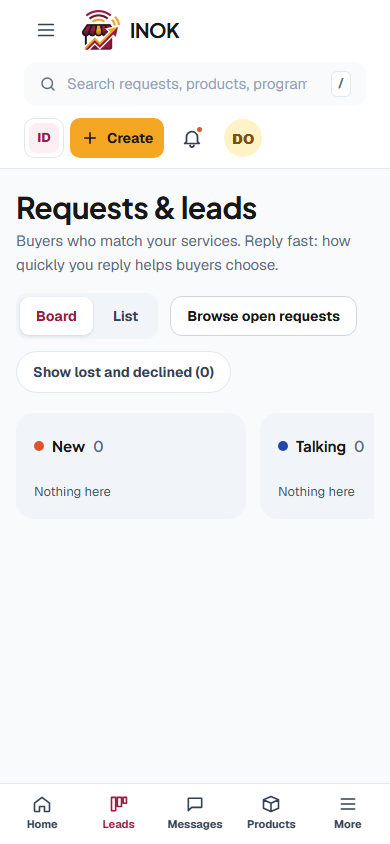 INOK
Search requests, products, program
/
ID
Create
DO
Requests & leads
Buyers who match your services. Reply fast: how
quickly you reply helps buyers choose.
Board
List
Browse open requests
Show lost and declined (0)
New 0
Nothing here
Talking 0
Nothing here
Home
Leads
Messages
Products
More